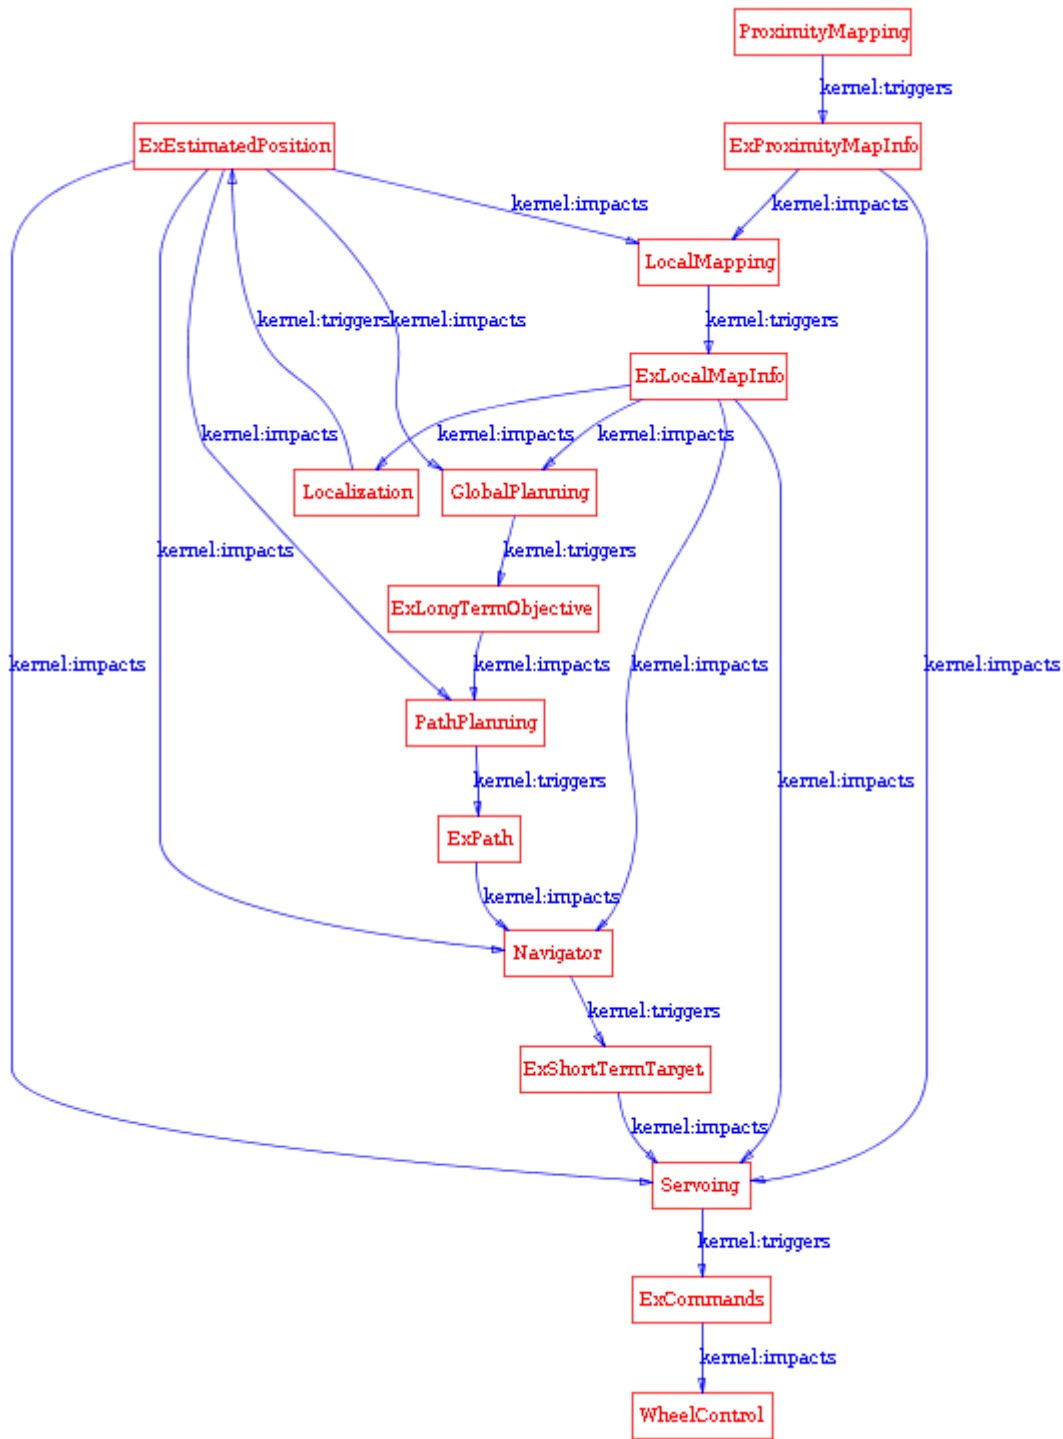 ProximityMapping
kernel:triggers
ExEstimatedPosition
ExProximityMapInfo
kernel:impacts
kernel:impacts
LocalMapping
kernel:triggers
kernel:impacts
kernel:triggers
ExLocalMapInfo
kernel:impacts
kernel:impacts
kernel:impacts
Localization
GlobalPlanning
kernel:impacts
kernel:triggers
ExLongTermObjective
kernel:impacts
kernel:impacts
kernel:impacts
kernel:impacts
PathPlanning
kernel:triggers
kernel:impacts
ExPath
kernel:impacts
Navigator
kernel:triggers
ExShortTermTarget
kernel:impacts
Servoing
kernel:triggers
ExCommands
kernel:impacts
WheelControl